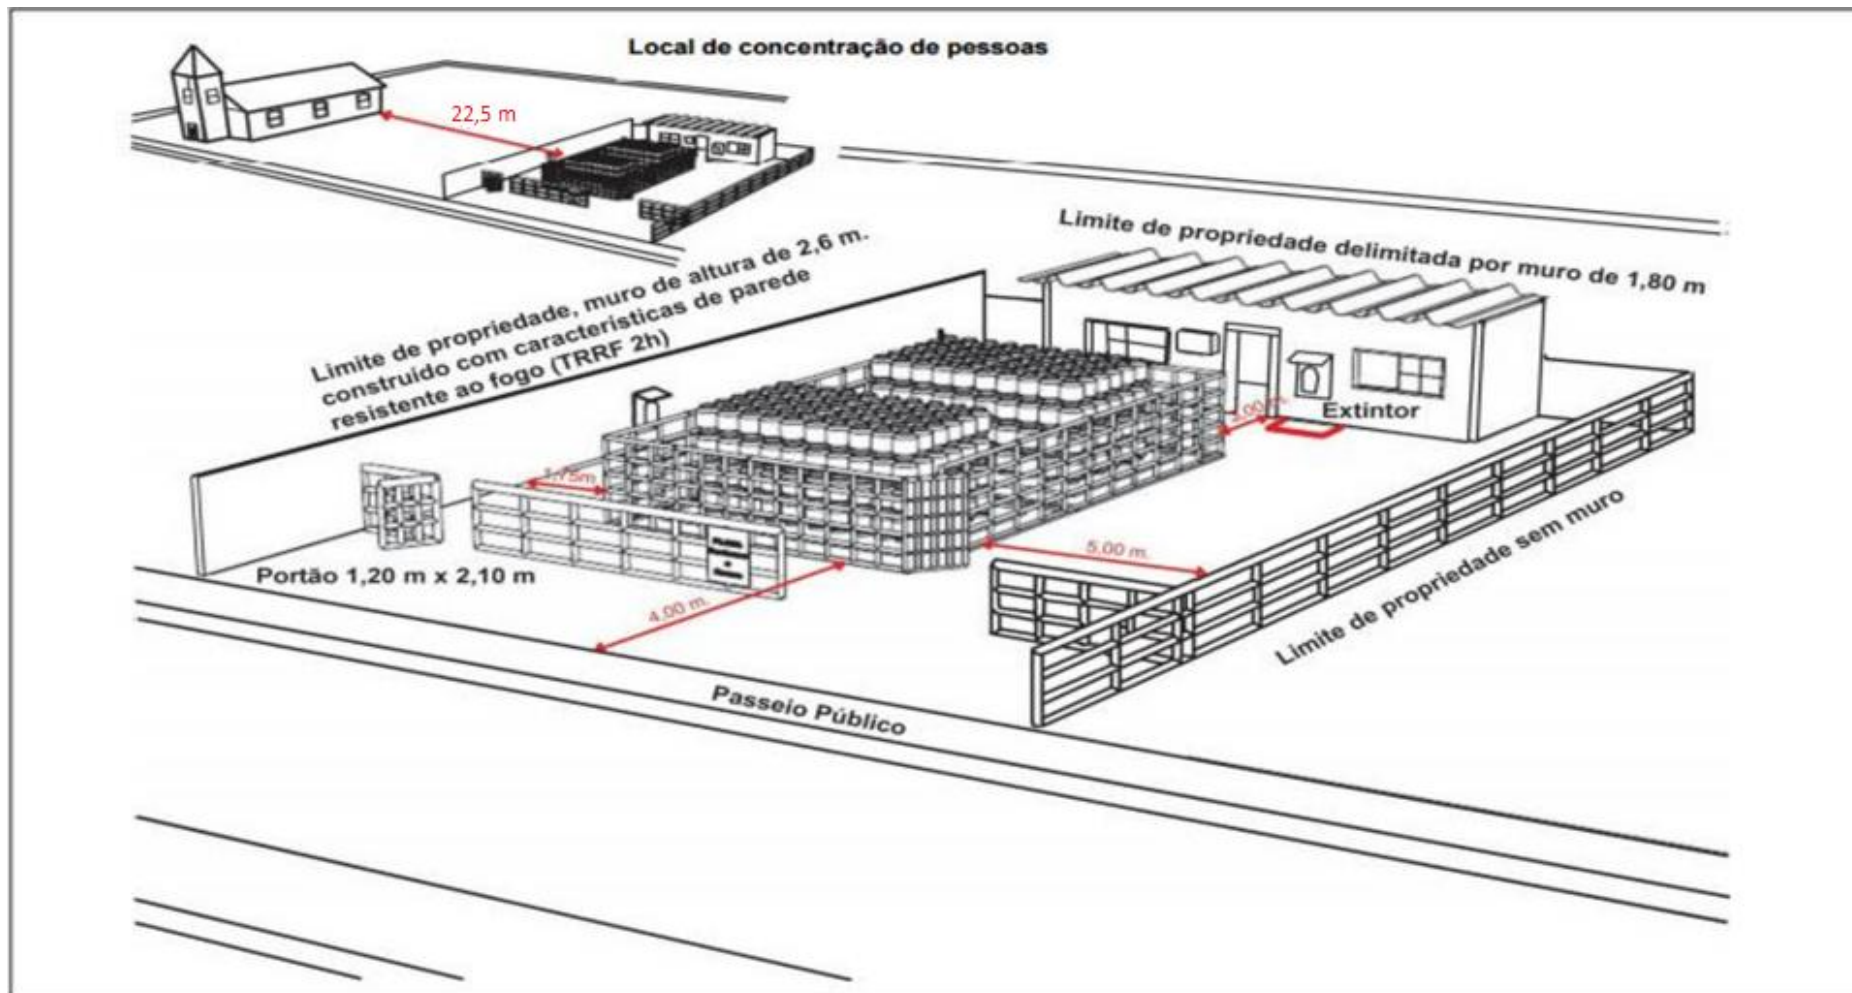 Local de concentração de pessoas
22,5 m
Limite de propriedade delimitada por muro de 1,80 m
Limite de propriedade, muro de altura de 2,6 m.
construído com características de parede
resistente ao fogo (TRRF 2h)
Extintor
1,75m
5.00 m.
Portão 1,20 m x 2,10 m
4.00 m.
Limite de propriedade sem muro
Passeio Público